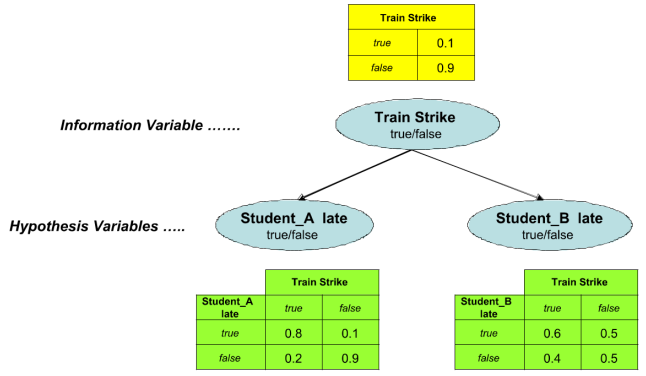 Train Strike
true 0.1
false 0.9
Information Variable …….
Train Strike
true/false
Hypothesis Variables …..
Student_A late
true/false
Student_B late
true/false
Train Strike
Student_A
late
true false
true 0.8 0.1
false 0.2 0.9
Train Strike
Student_B
late
true false
true 0.6 0.5
false 0.4 0.5